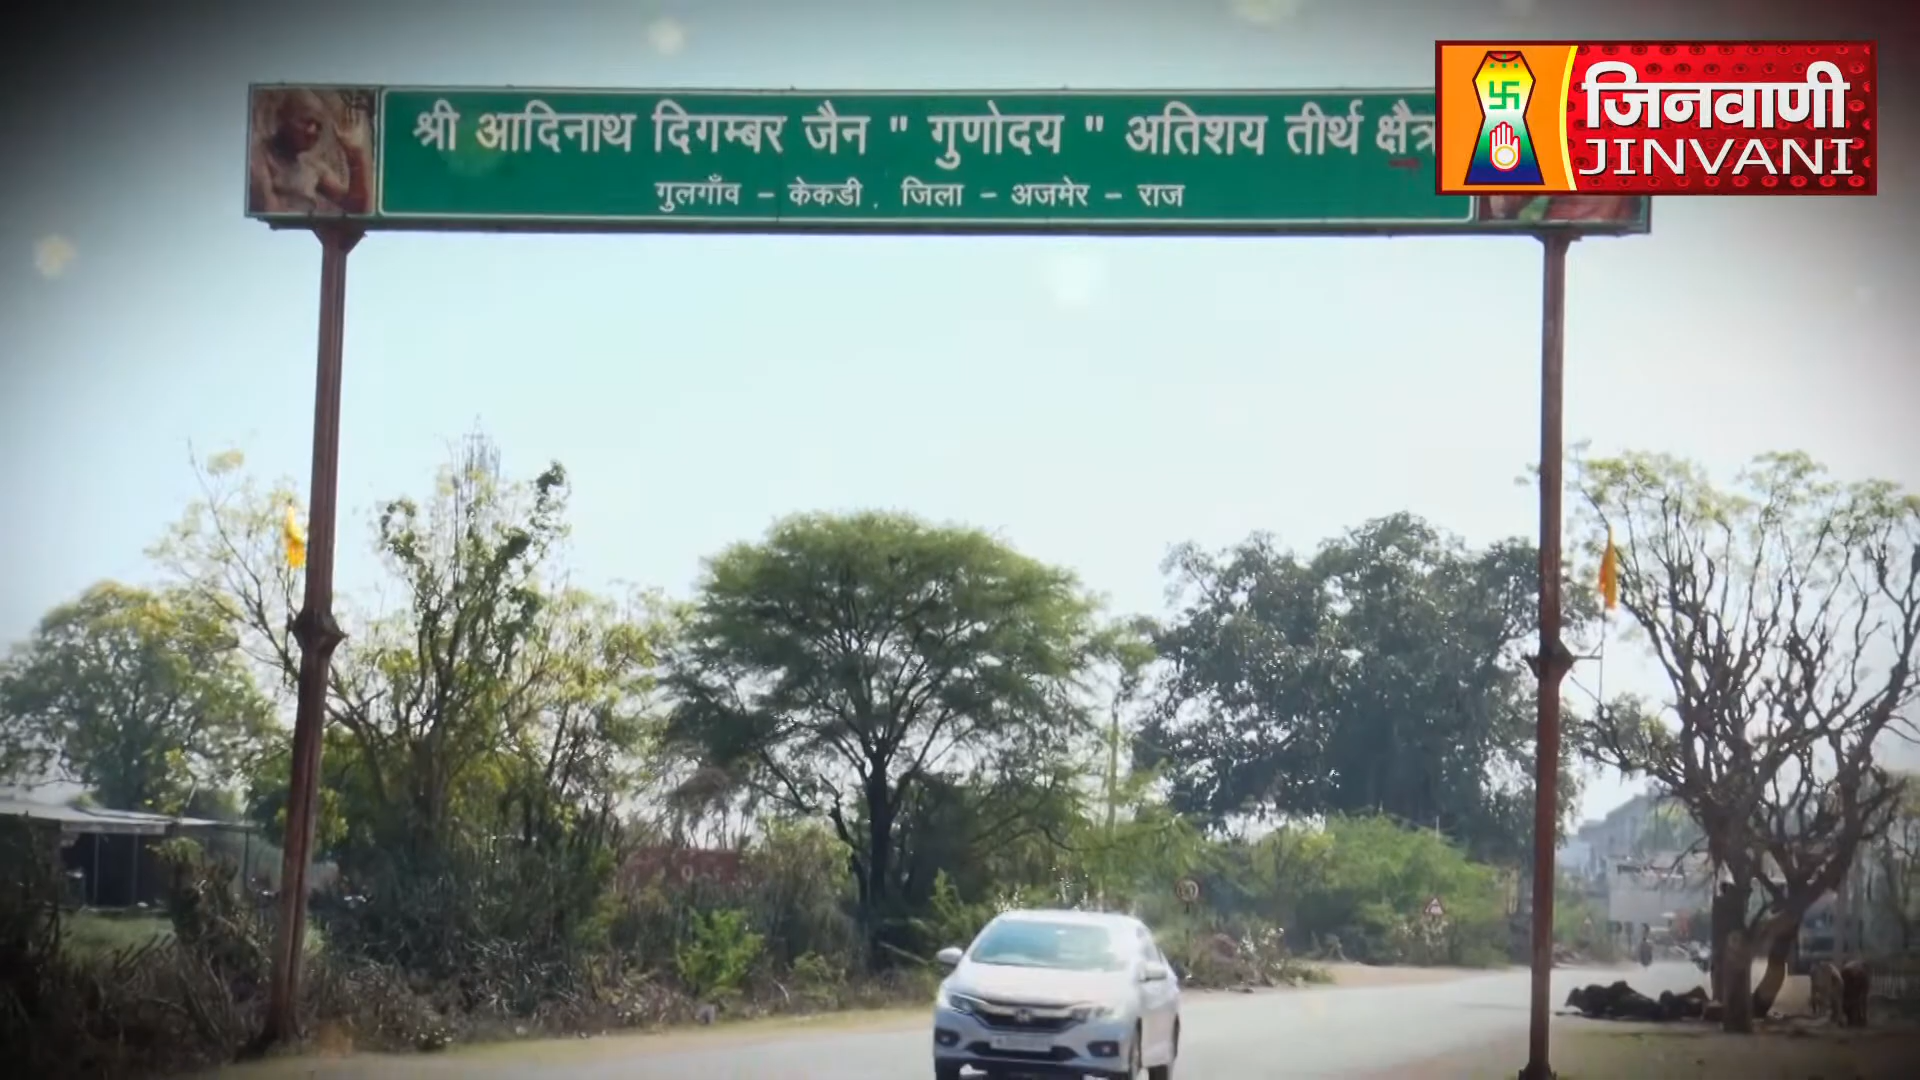 श्री आदिनाथ दिगम्बर जैन " गुणोदय " अतिशय तीर्थ क्षैत्र
गुलगाँव - केकडी . जिला - अजमेर - राज
जिनवाणी
JINVANI